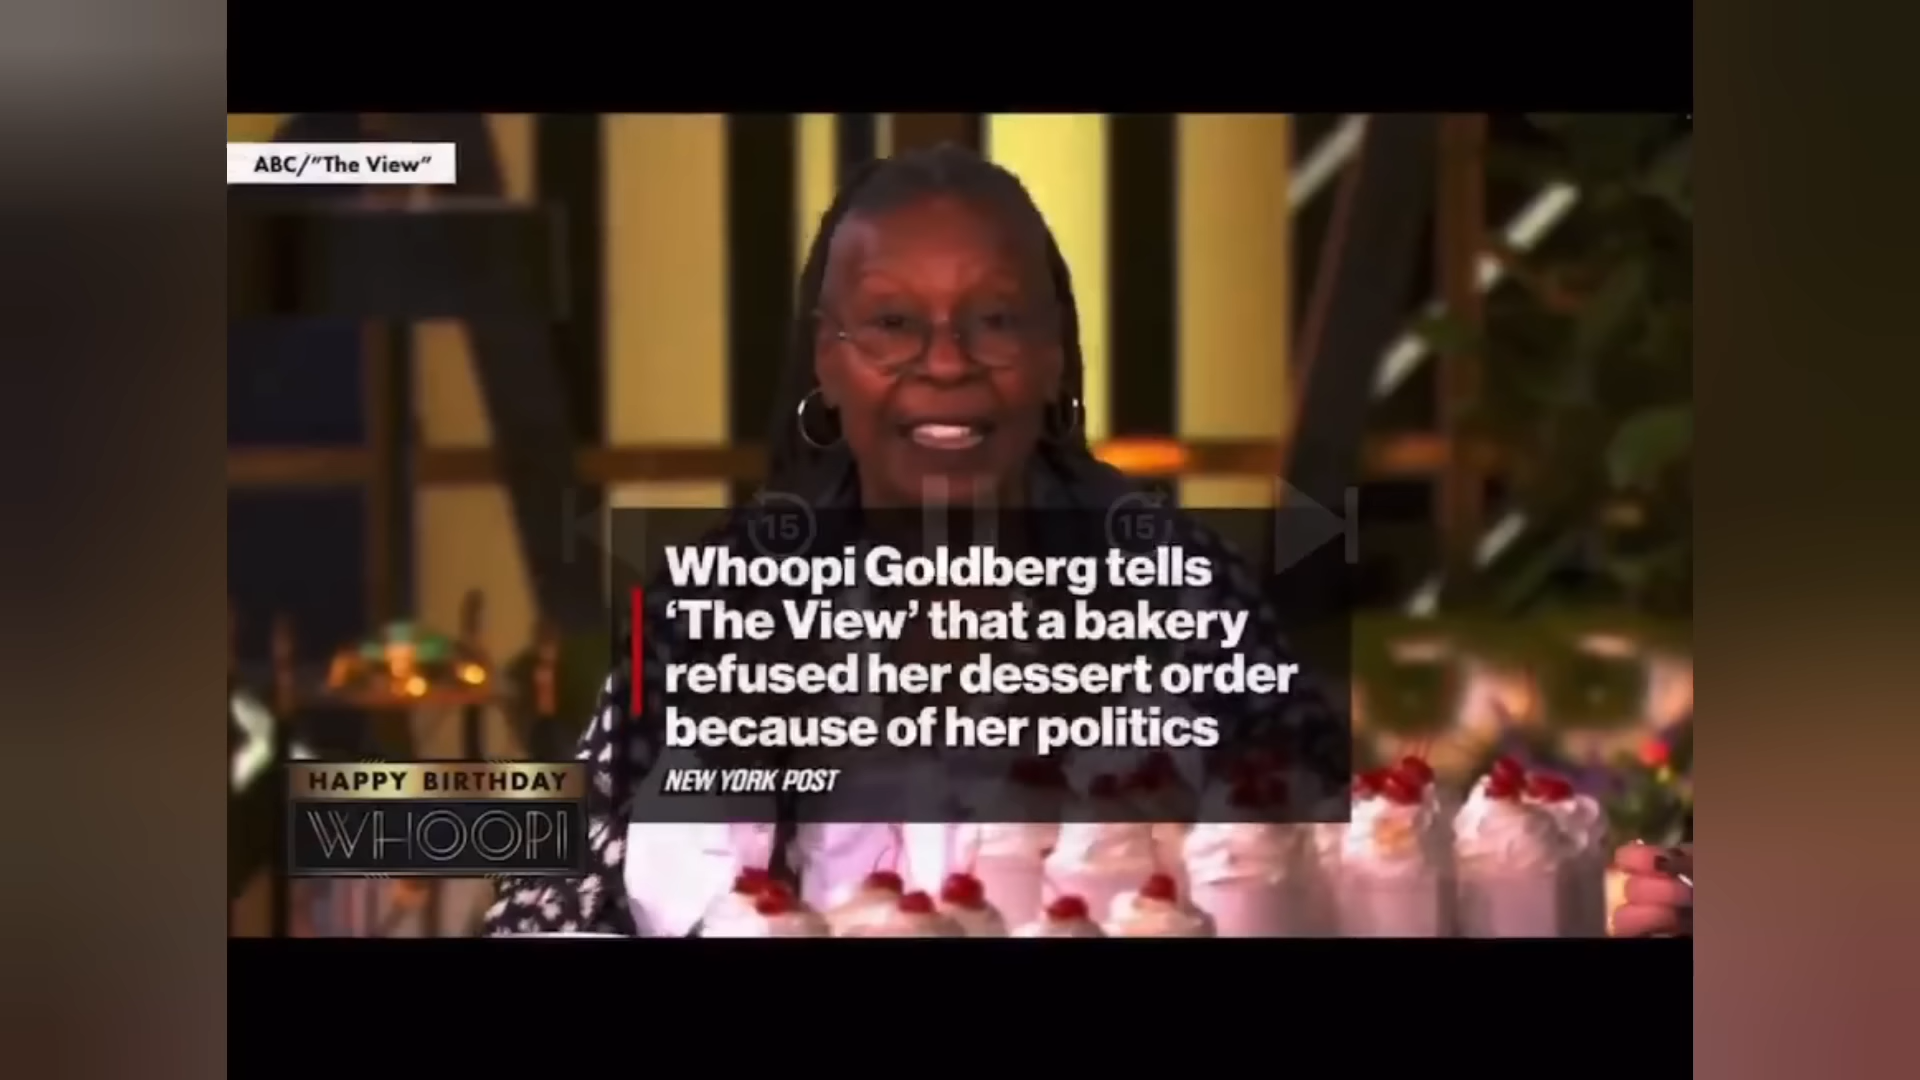 ABC/"The View"
15
15
Whoopi Goldberg tells
‘The View’ that a bakery
refused her dessert order
because of her politics
NEW YORK POST
HAPPY BIRTHDAY
WHOOPI